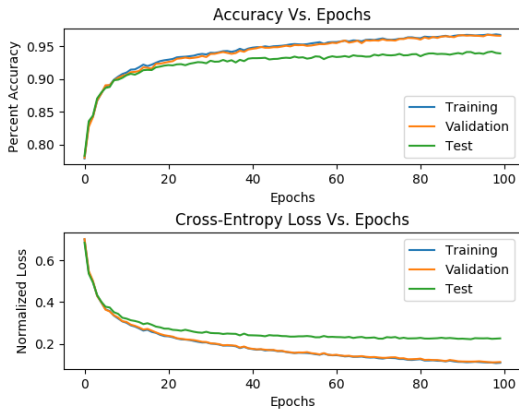 Accuracy Vs. Epochs
Percent Accuracy
0.95
0.90
0.85
0.80
Training
Validation
Test
0 20 40 60 80 100
Epochs
Cross-Entropy Loss Vs. Epochs
Normalized Loss
0.6
0.4
0.2
Training
Validation
Test
0 20 40 60 80 100
Epochs